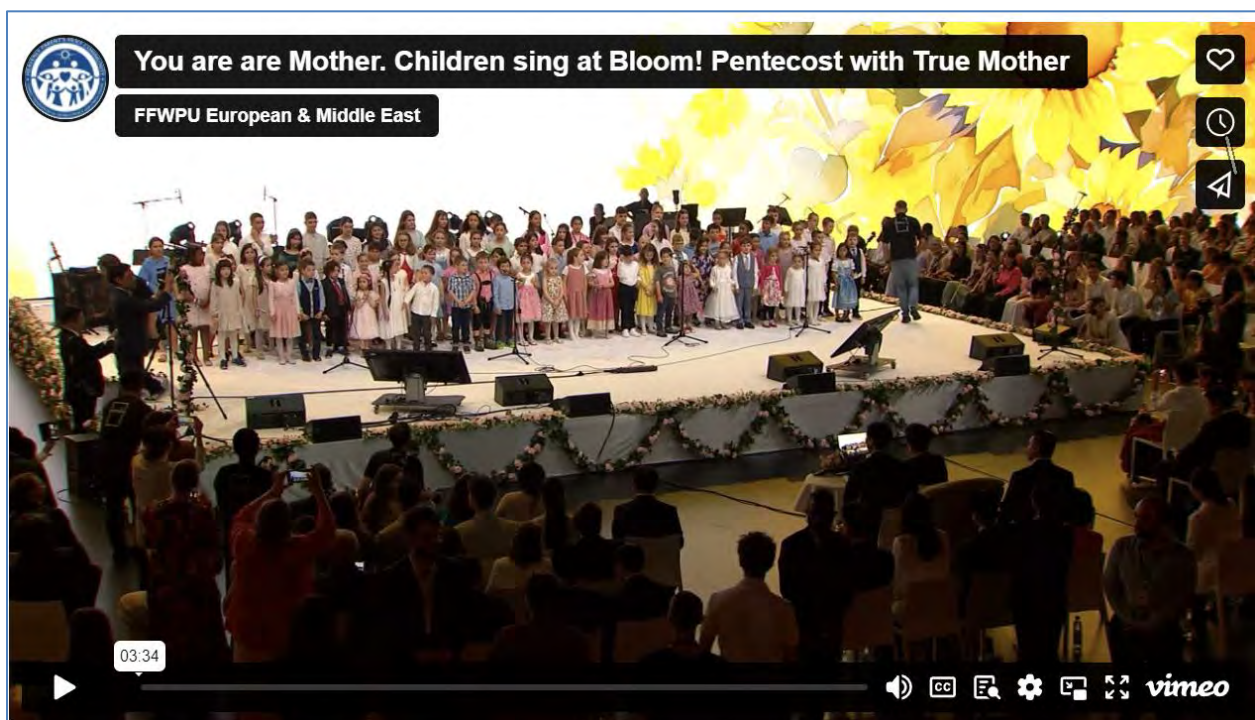 You are are Mother. Children sing at Bloom! Pentecost with True Mother
FFWPU European & Middle East
03:34
CC
vimeo